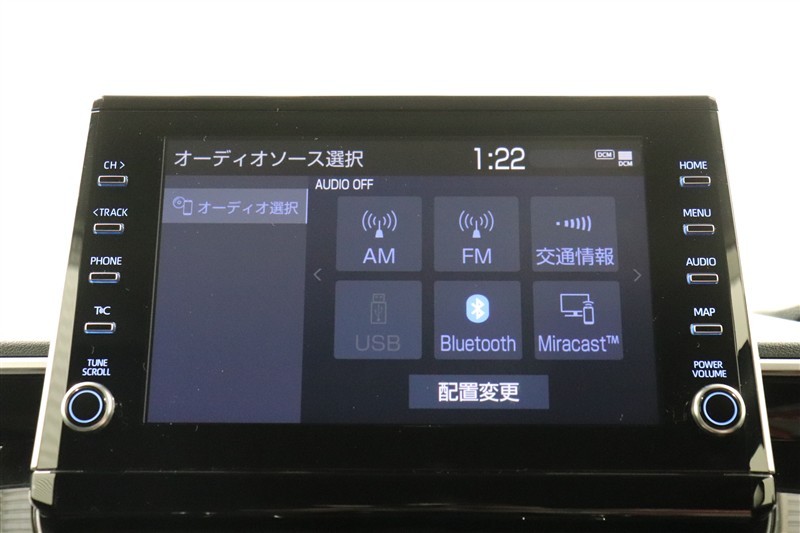 CH >
< TRACK
PHONE
T&C
TUNE
SCROLL
オーディオソース選択
1:22
DCM
DCM
オーディオ選択
AUDIO OFF
AM
FM
交通情報
USB
Bluetooth
Miracast™
配置変更
HOME
MENU
AUDIO
MAP
POWER
VOLUME